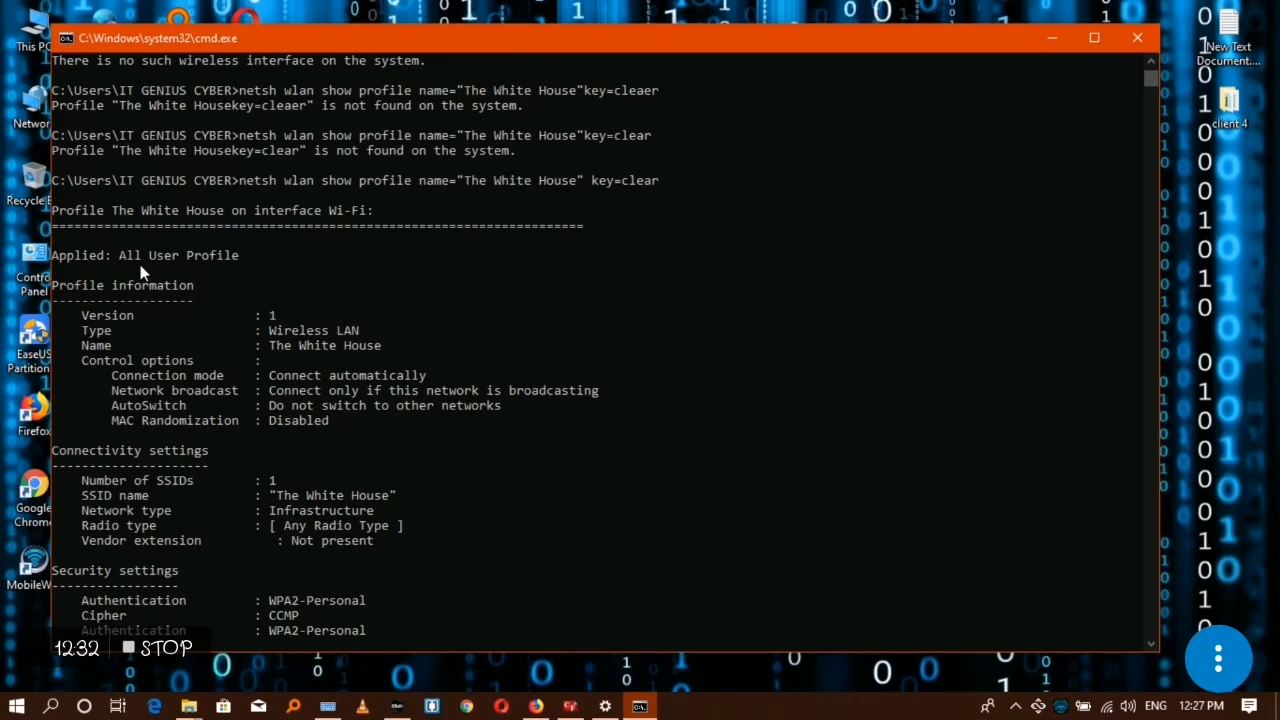 C:\Windows\system32\cmd.exe
There is no such wireless interface on the system.
C:\Users\IT GENIUS CYBER>netsh wlan show profile name="The White House"key=cleaer
Profile "The White Housekey=cleaer" is not found on the system.
C:\Users\IT GENIUS CYBER>netsh wlan show profile name="The White House"key=clear
Profile "The White Housekey=clear" is not found on the system.
C:\Users\IT GENIUS CYBER>netsh wlan show profile name="The White House" key=clear
Profile The White House on interface Wi-Fi:
=======================================================================
Applied: All User Profile
Profile information
-------------------
Version : 1
Type : Wireless LAN
Name : The White House
Control options :
Connection mode : Connect automatically
Network broadcast : Connect only if this network is broadcasting
AutoSwitch : Do not switch to other networks
MAC Randomization : Disabled
Connectivity settings
---------------------
Number of SSIDs : 1
SSID name : "The White House"
Network type : Infrastructure
Radio type : [ Any Radio Type ]
Vendor extension : Not present
Security settings
-----------------
Authentication : WPA2-Personal
Cipher : CCMP
Authentication : WPA2-Personal
This PC
Networ
Recycle
Contro
Panel
EaseUS
Partition
Firefo
Google
Chrom
MobileW
New Text
Document....
client 4
12:32 STOP
ENG 12:27 PM